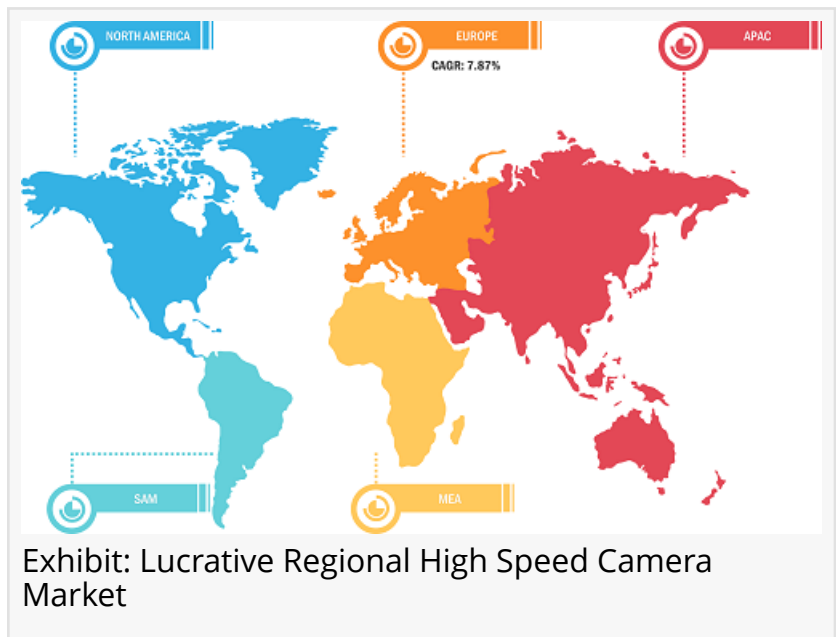 NORTH AMERICA
EUROPE
APAC
CAGR: 7.87%
SAM
MEA
Exhibit: Lucrative Regional High Speed Camera
Market